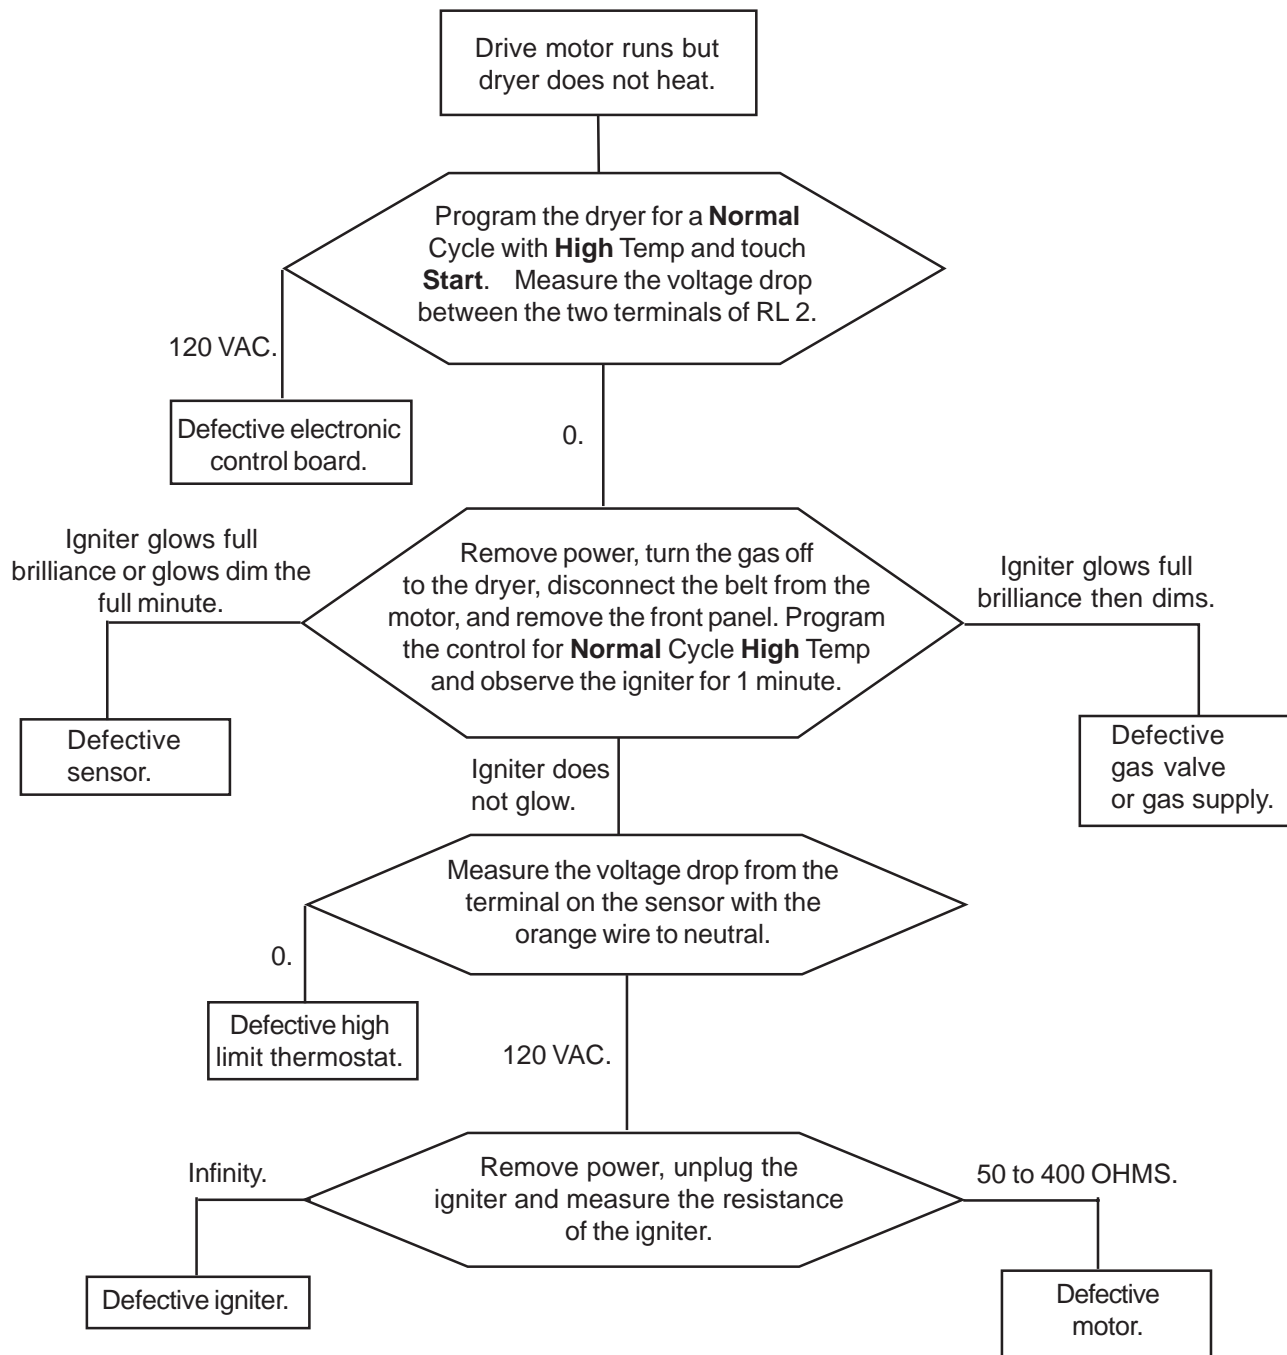 Drive motor runs but
dryer does not heat.
Program the dryer for a Normal
Cycle with High Temp and touch
Start. Measure the voltage drop
between the two terminals of RL 2.
120 VAC.
Defective electronic
control board.
0.
Igniter glows full
brilliance or glows dim the
full minute.
Remove power, turn the gas off
to the dryer, disconnect the belt from the
motor, and remove the front panel. Program
the control for Normal Cycle High Temp
and observe the igniter for 1 minute.
Igniter glows full
brilliance then dims.
Defective
sensor.
Defective
gas valve
or gas supply.
Igniter does
not glow.
Measure the voltage drop from the
terminal on the sensor with the
orange wire to neutral.
0.
Defective high
limit thermostat.
120 VAC.
Infinity.
Remove power, unplug the
igniter and measure the resistance
of the igniter.
50 to 400 OHMS.
Defective igniter.
Defective
motor.